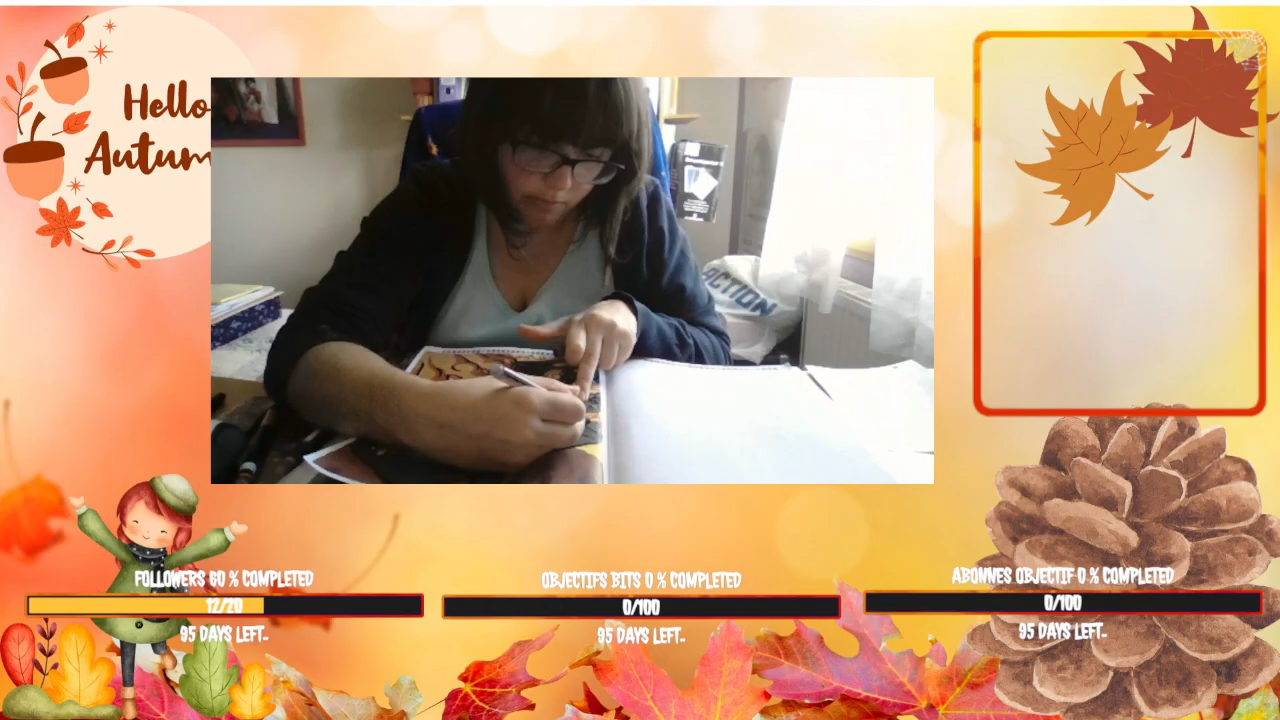 Hello
Autum
ACTION
FOLLOWERS 60 % COMPLETED
12/20
95 DAYS LEFT..
OBJECTIFS BITS 0 % COMPLETED
0/100
95 DAYS LEFT..
ABONNES OBJECTIF 0 % COMPLETED
0/100
95 DAYS LEFT..